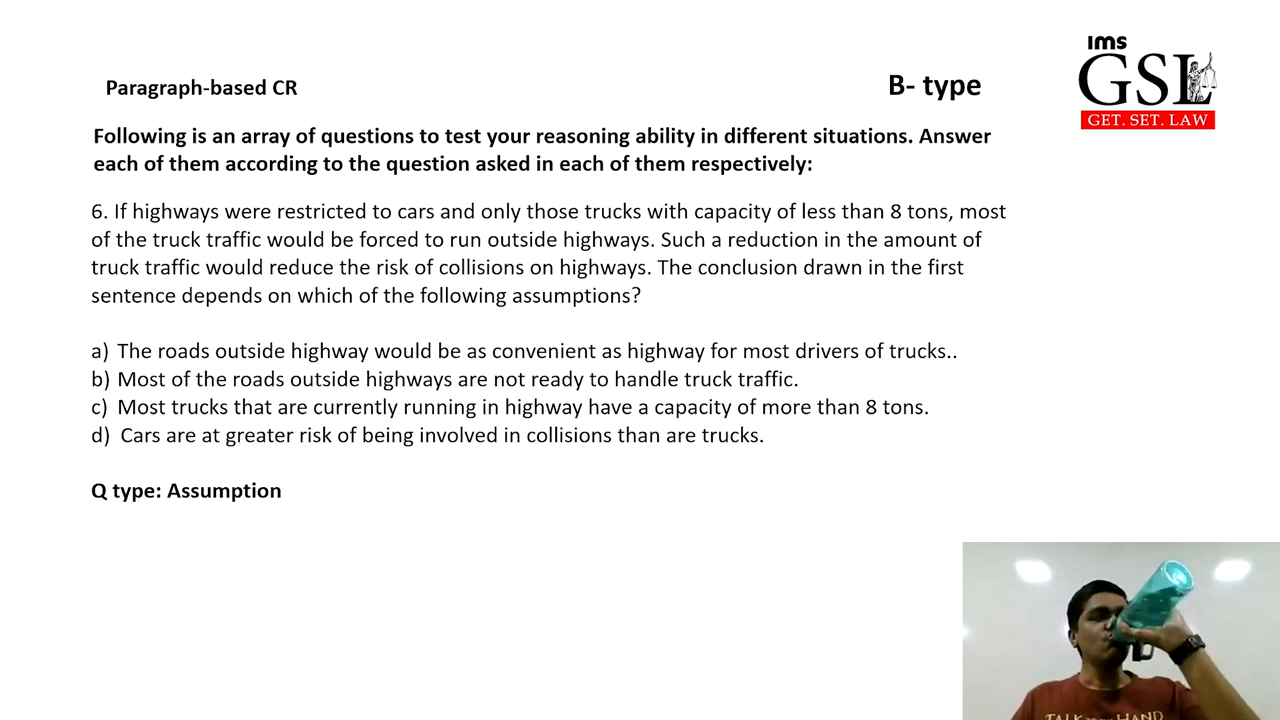 ims
GSL
GET. SET. LAW
Paragraph-based CR
B- type
Following is an array of questions to test your reasoning ability in different situations. Answer
each of them according to the question asked in each of them respectively:
6. If highways were restricted to cars and only those trucks with capacity of less than 8 tons, most
of the truck traffic would be forced to run outside highways. Such a reduction in the amount of
truck traffic would reduce the risk of collisions on highways. The conclusion drawn in the first
sentence depends on which of the following assumptions?
a) The roads outside highway would be as convenient as highway for most drivers of trucks..
b) Most of the roads outside highways are not ready to handle truck traffic.
c) Most trucks that are currently running in highway have a capacity of more than 8 tons.
d) Cars are at greater risk of being involved in collisions than are trucks.
Q type: Assumption
TALK HAND